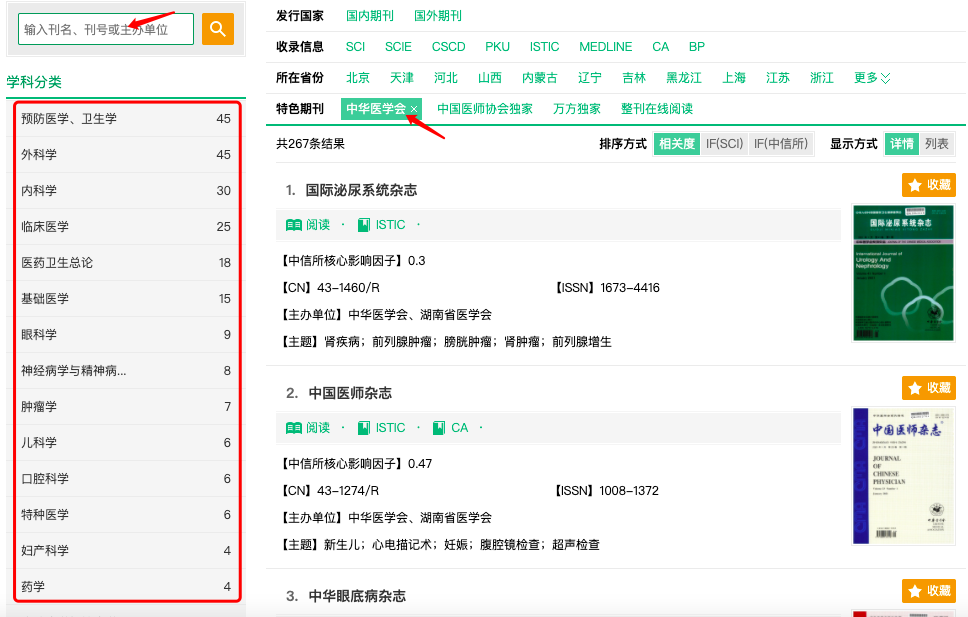 输入刊名、刊号或主办单位
学科分类
预防医学、卫生学 45
外科学 45
内科学 30
临床医学 25
医药卫生总论 18
基础医学 15
眼科学 9
神经病学与精神病... 8
肿瘤学 7
儿科学 6
口腔科学 6
特种医学 6
妇产科学 4
药学 4
发行国家 国内期刊 国外期刊
收录信息 SCI SCIE CSCD PKU ISTIC MEDLINE CA BP
所在省份 北京 天津 河北 山西 内蒙古 辽宁 吉林 黑龙江 上海 江苏 浙江 更多
特色期刊 中华医学会 × 中国医师协会独家 万方独家 整刊在线阅读
共267条结果 排序方式 相关度 IF(SCI) IF(中信所) 显示方式 详情 列表
1. 国际泌尿系统杂志 收藏
阅读 · ISTIC ·
【中信所核心影响因子】0.3
【CN】43-1460/R 【ISSN】1673-4416
【主办单位】中华医学会、湖南省医学会
【主题】肾疾病；前列腺肿瘤；膀胱肿瘤；肾肿瘤；前列腺增生
国际泌尿系统杂志
International Journal of
Urology And
Nephrology
2. 中国医师杂志 收藏
阅读 · ISTIC · CA ·
【中信所核心影响因子】0.47
【CN】43-1274/R 【ISSN】1008-1372
【主办单位】中华医学会、湖南省医学会
【主题】新生儿；心电描记术；妊娠；腹腔镜检查；超声检查
中国医师杂志
JOURNAL
OF
CHINESE
PHYSICIAN
3. 中华眼底病杂志 收藏